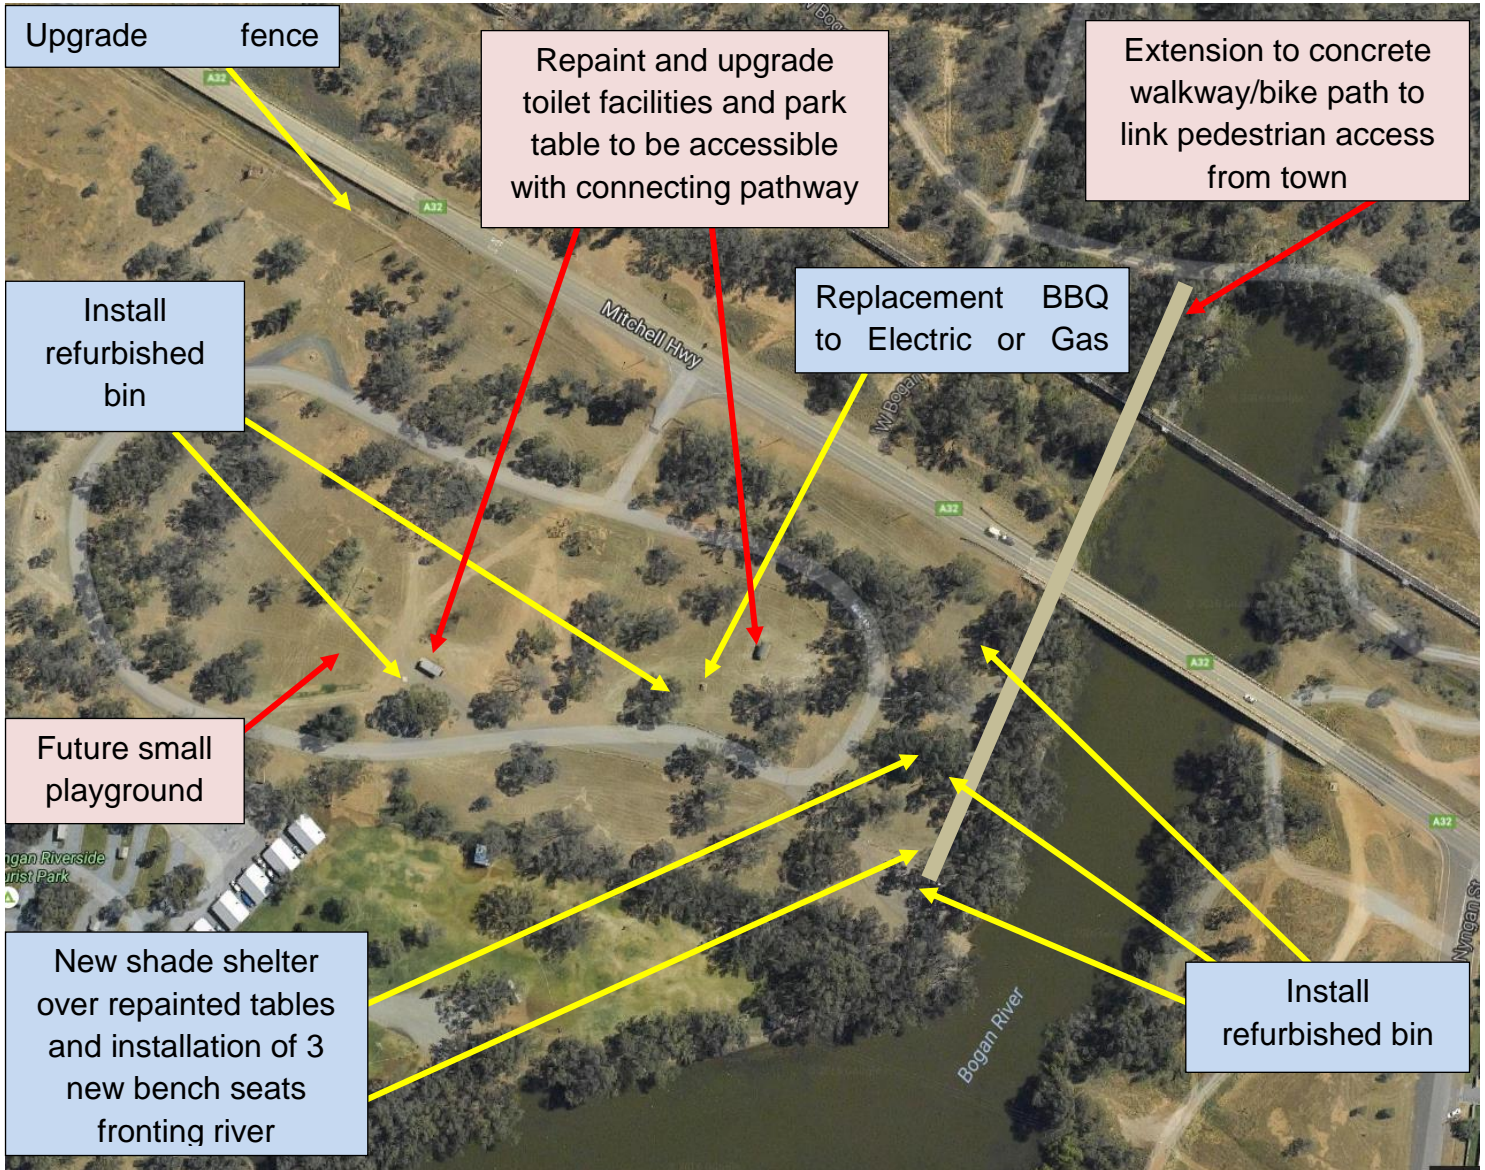 Upgrade fence
Repaint and upgrade
toilet facilities and park
table to be accessible
with connecting pathway
Extension to concrete
walkway/bike path to
link pedestrian access
from town
A32
A32
Install
refurbished
bin
Replacement BBQ
to Electric or Gas
Mitchell Hwy
W Bogan
A32
A32
A32
Future small
playground
Riverside
Park
New shade shelter
over repainted tables
and installation of 3
new bench seats
fronting river
Bogan River
Nyngan St
Install
refurbished bin